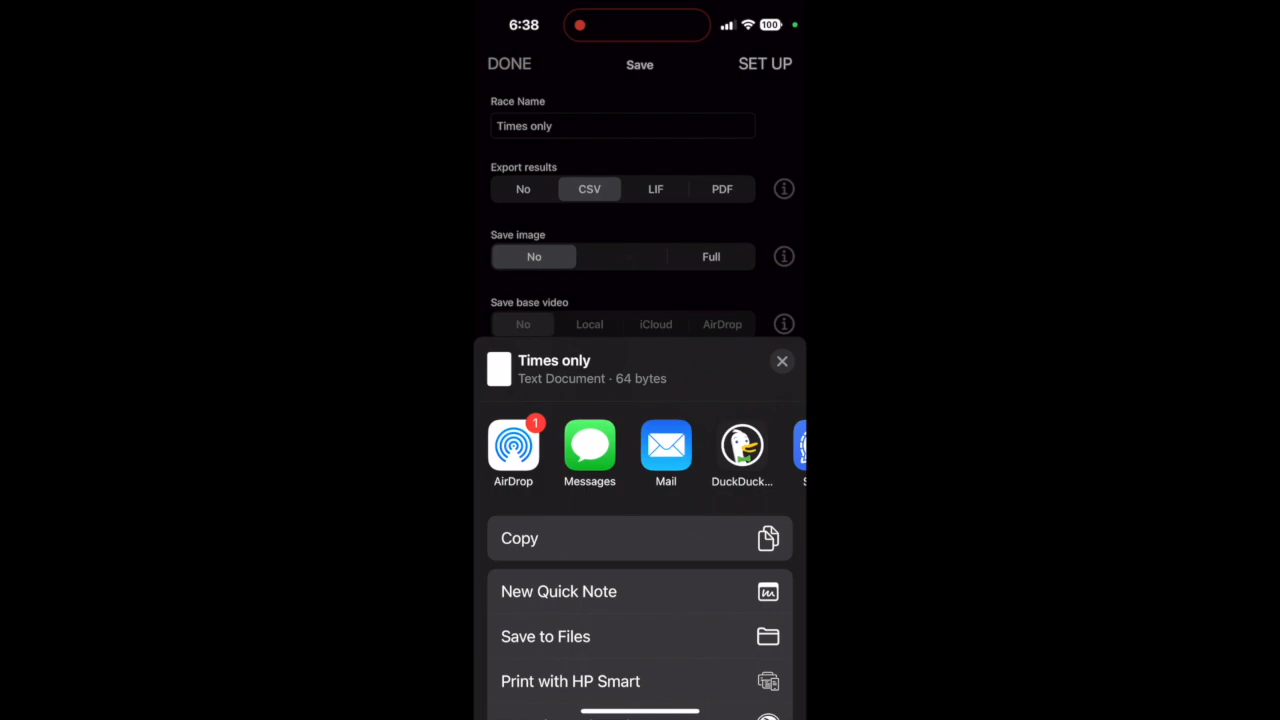 6:38
100
DONE Save SET UP
Race Name
Times only
Export results
No CSV LIF PDF
Save image
No Full
Save base video
No Local iCloud AirDrop
Times only
Text Document · 64 bytes
1
AirDrop Messages Mail DuckDuck...
Copy
New Quick Note
Save to Files
Print with HP Smart